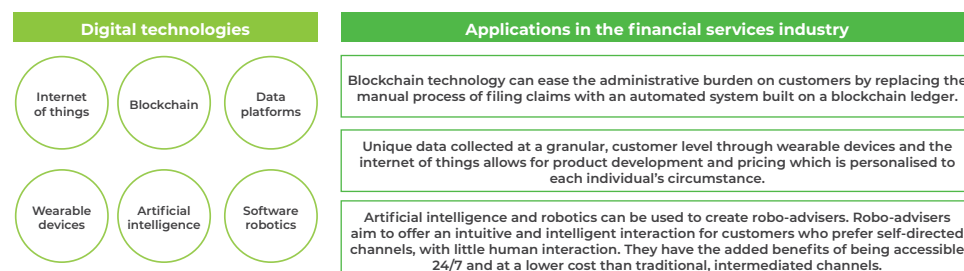 Digital technologies
Applications in the financial services industry
Internet
of things
Blockchain
Data
platforms
Wearable
devices
Artificial
intelligence
Software
robotics
Blockchain technology can ease the administrative burden on customers by replacing the
manual process of filing claims with an automated system built on a blockchain ledger.
Unique data collected at a granular, customer level through wearable devices and the
internet of things allows for product development and pricing which is personalised to
each individual’s circumstance.
Artificial intelligence and robotics can be used to create robo-advisers. Robo-advisers
aim to offer an intuitive and intelligent interaction for customers who prefer self-directed
channels, with little human interaction. They have the added benefits of being accessible
24/7 and at a lower cost than traditional, intermediated channels.